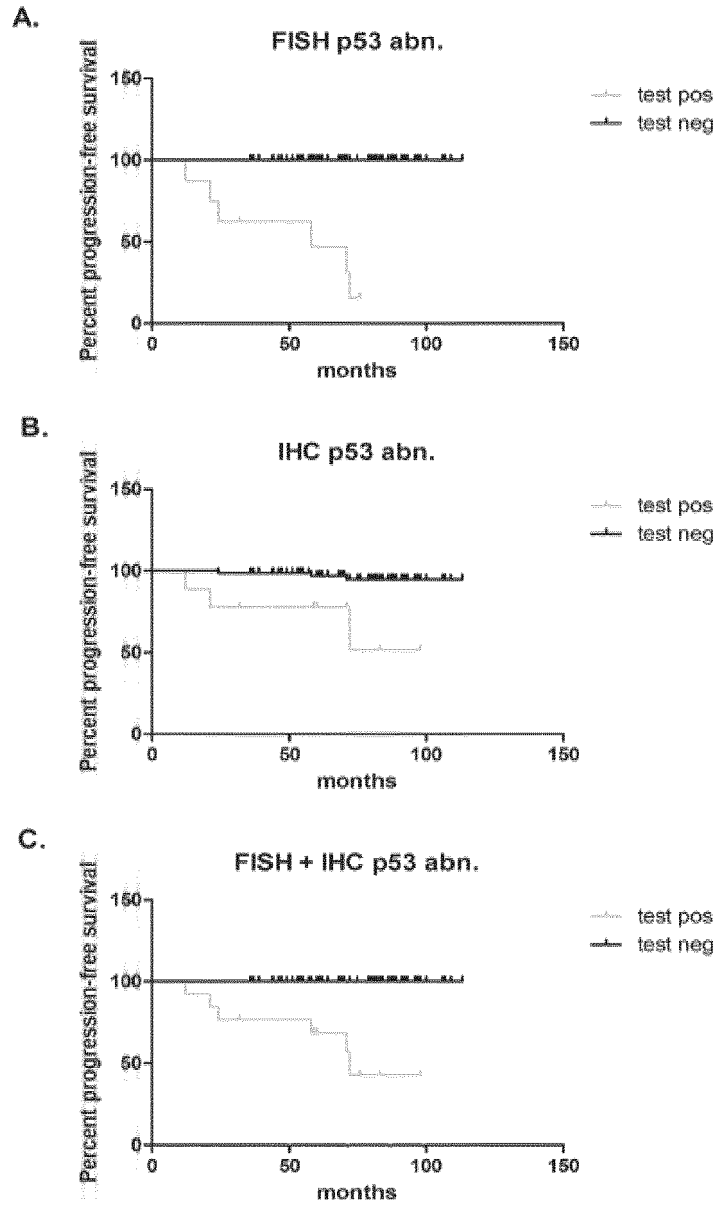 A.
FISH p53 abn.
Percent progression-free survival
150
100
50
0
0 50 100 150
months
test pos
test neg
B.
IHC p53 abn.
Percent progression-free survival
150
100
50
0
0 50 100 150
months
test pos
test neg
C.
FISH + IHC p53 abn.
Percent progression-free survival
150
100
50
0
0 50 100 150
months
test pos
test neg